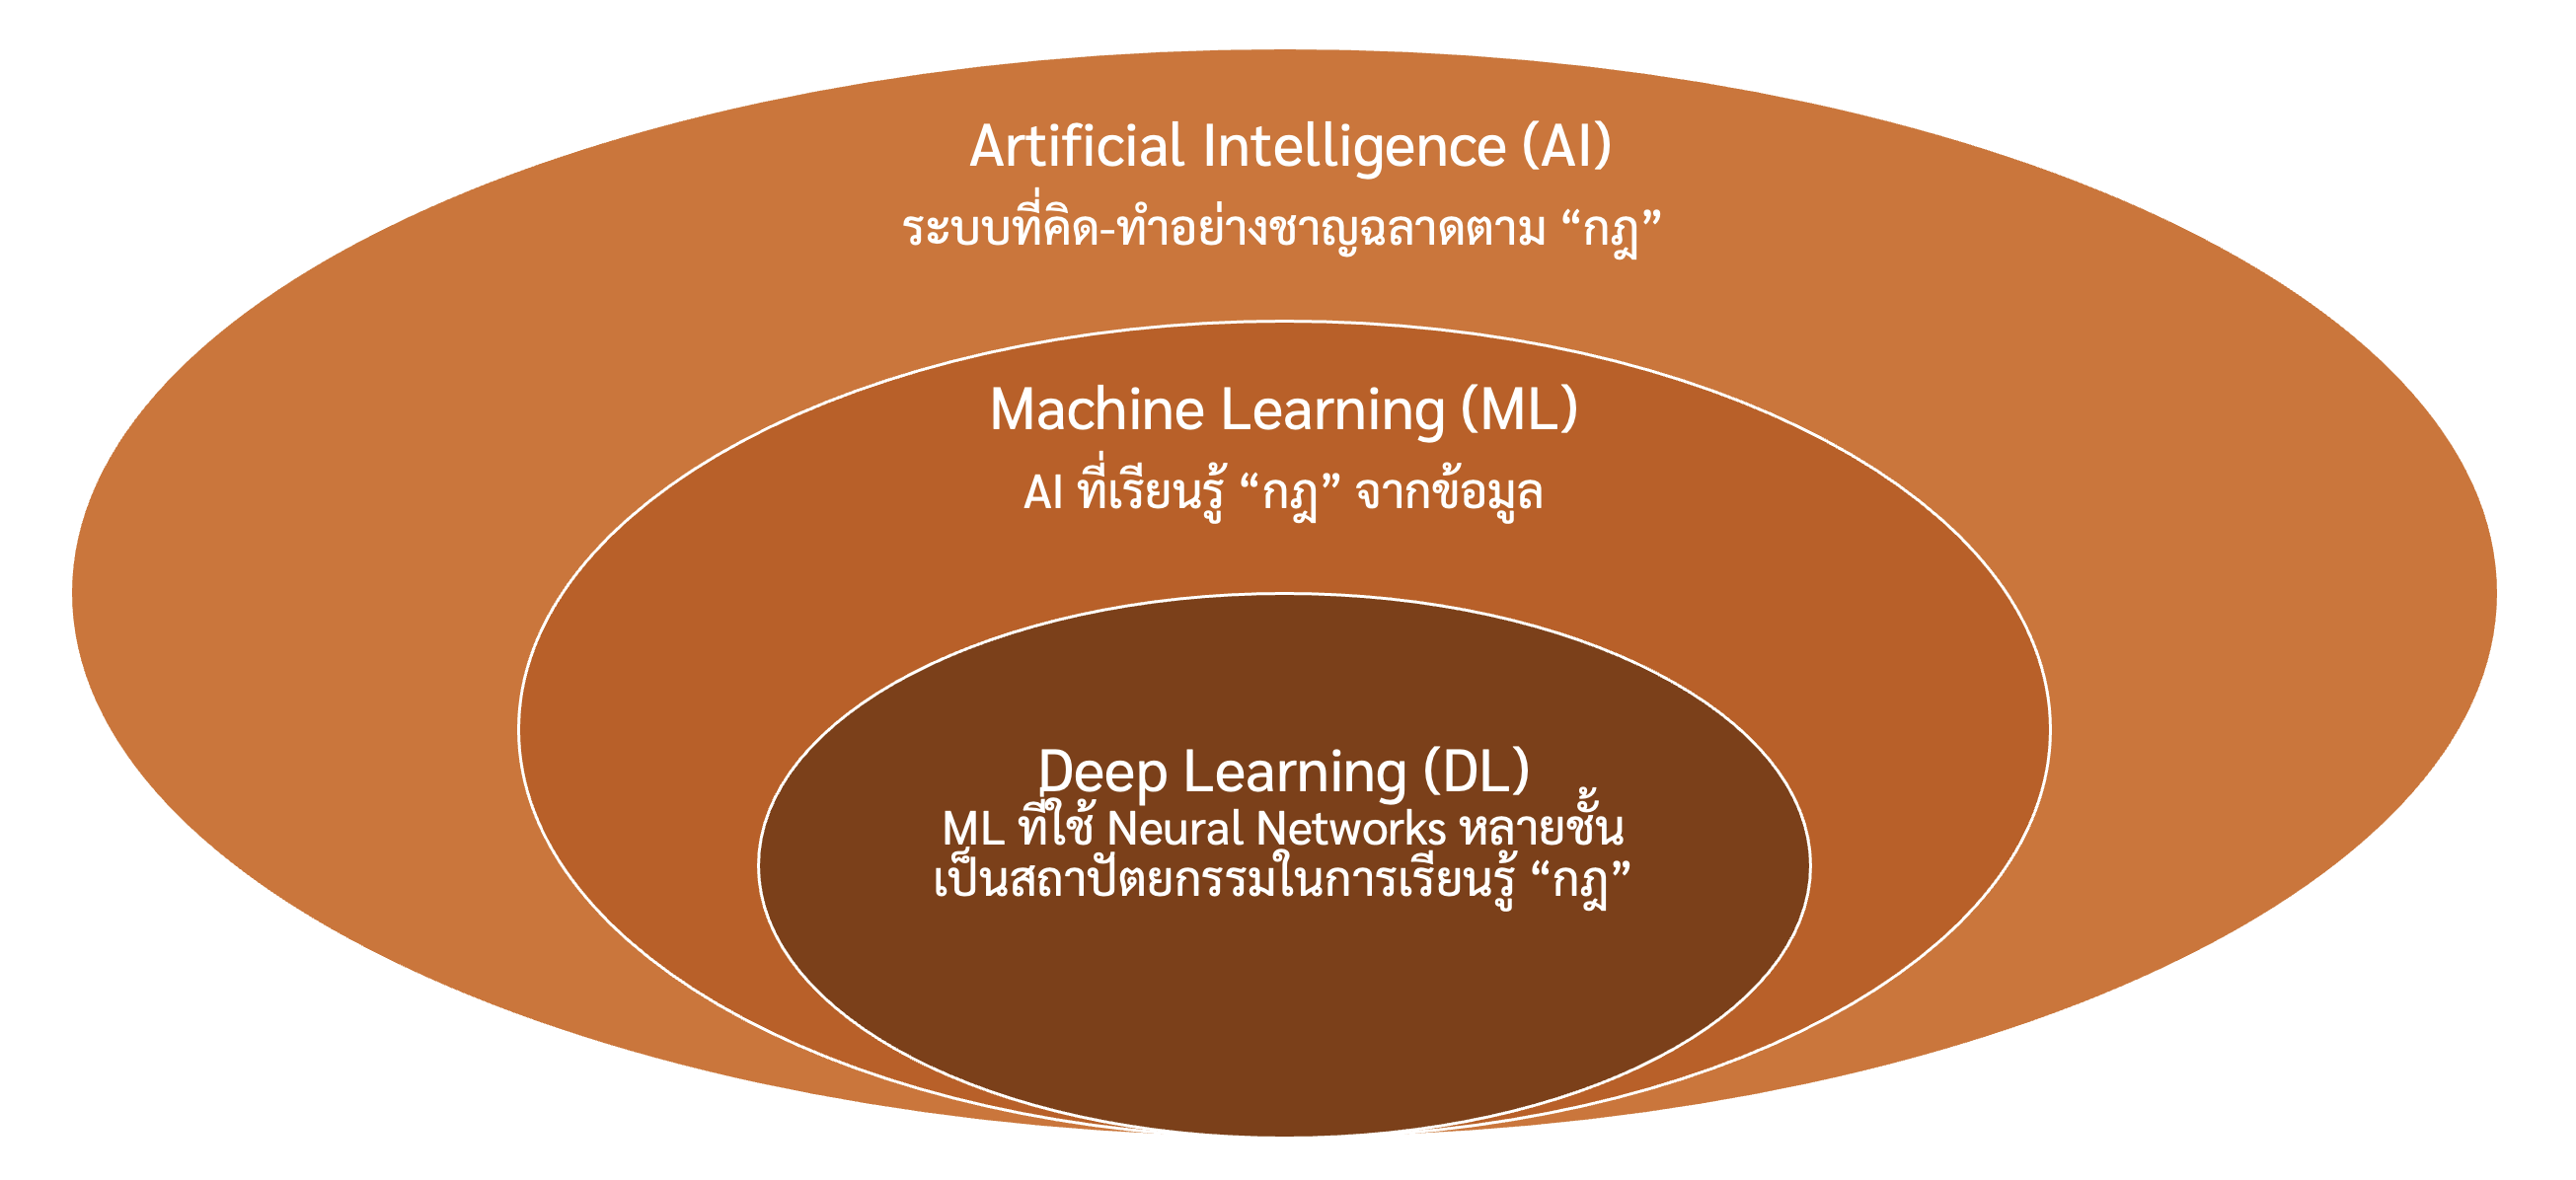 Artificial Intelligence (AI)
ระบบที่คิด-ทำอย่างชาญฉลาดตาม “กฎ”
Machine Learning (ML)
AI ที่เรียนรู้ “กฎ” จากข้อมูล
Deep Learning (DL)
ML ที่ใช้ Neural Networks หลายชั้น
เป็นสถาปัตยกรรมในการเรียนรู้ “กฎ”